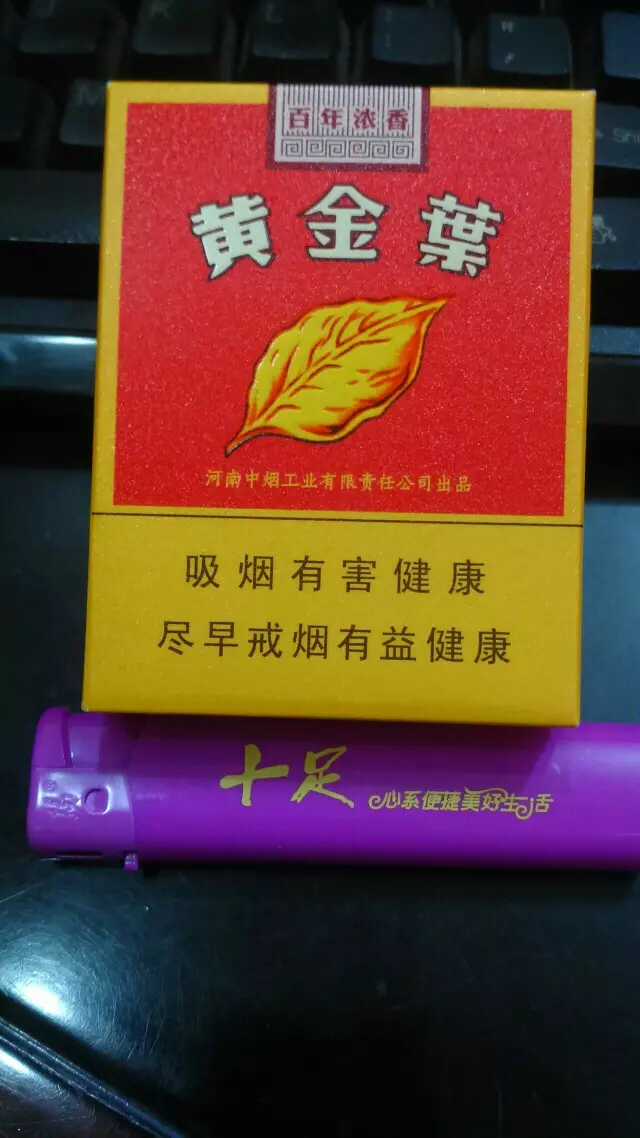 百年浓香
黄金葉
河南中烟工业有限责任公司出品
吸烟有害健康
尽早戒烟有益健康
十足 心系便捷美好生活